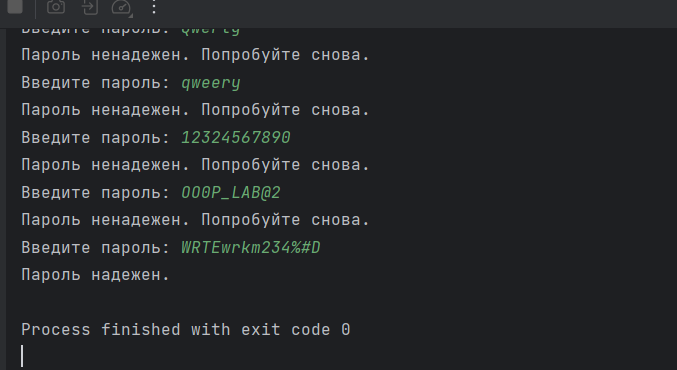 Введите пароль: Qwerty
Пароль ненадежен. Попробуйте снова.
Введите пароль: qweery
Пароль ненадежен. Попробуйте снова.
Введите пароль: 12324567890
Пароль ненадежен. Попробуйте снова.
Введите пароль: OO0P_LAB@2
Пароль ненадежен. Попробуйте снова.
Введите пароль: WRTEwrkm234%#D
Пароль надежен.
Process finished with exit code 0